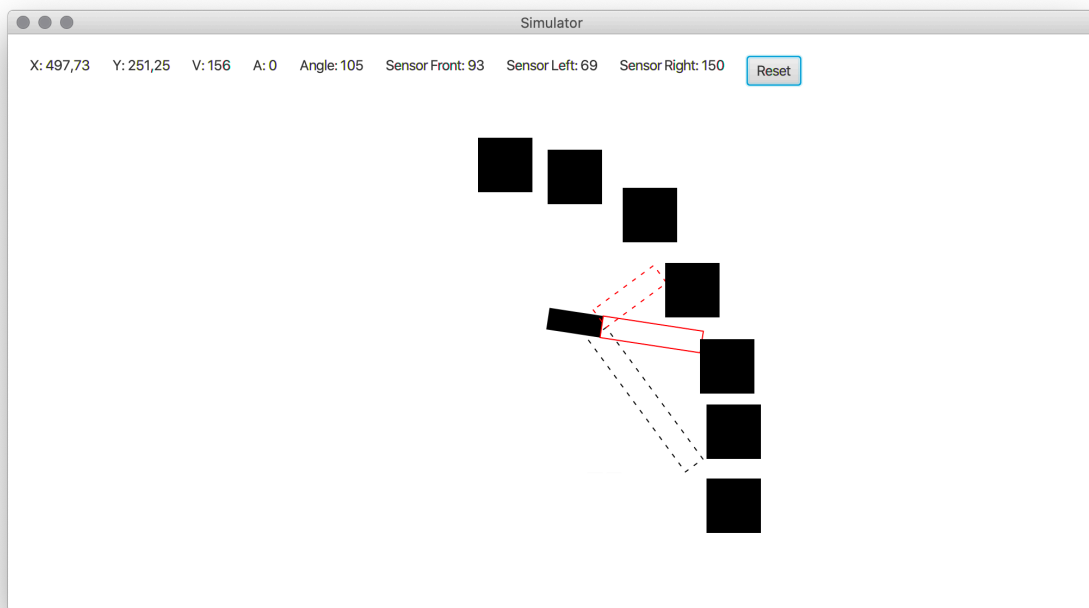 Simulator
X: 497,73 Y: 251,25 V: 156 A: 0 Angle: 105 Sensor Front: 93 Sensor Left: 69 Sensor Right: 150 Reset